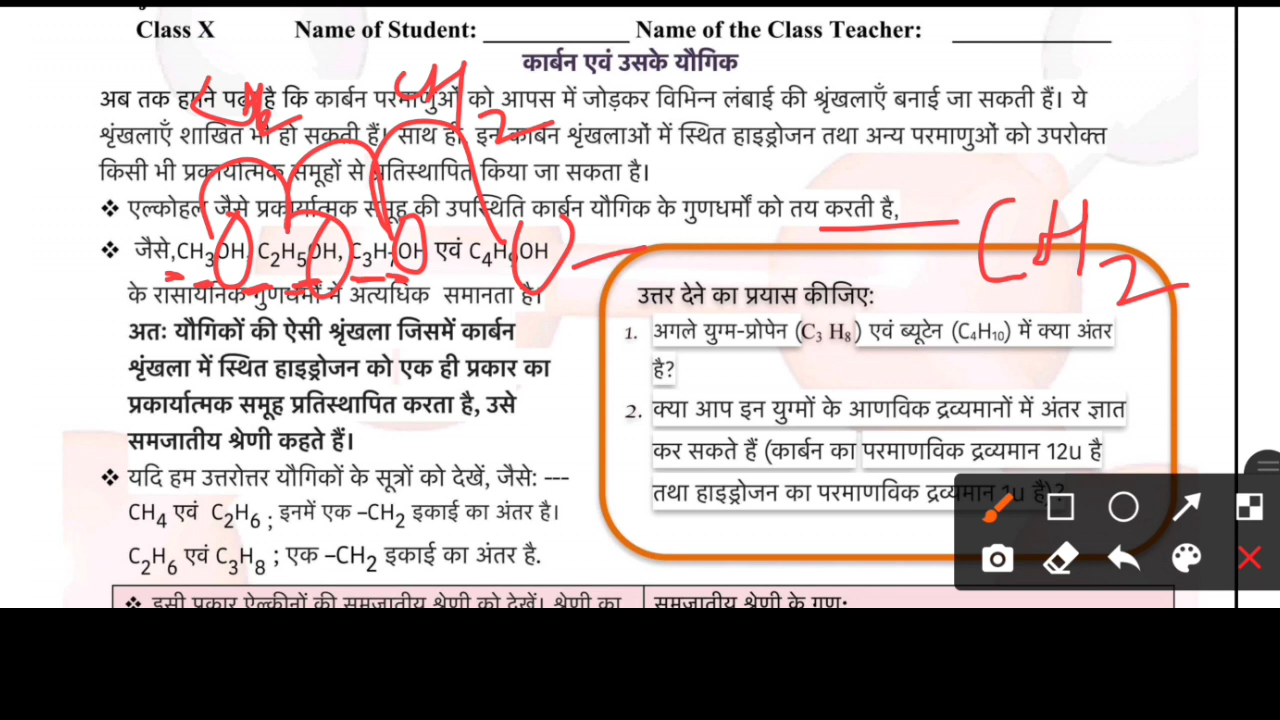 Class X Name of Student: ____________ Name of the Class Teacher: _____________
कार्बन एवं उसके यौगिक
अब तक हमने पढ़ा है कि कार्बन परमाणुओं को आपस में जोड़कर विभिन्न लंबाई की श्रृंखलाएँ बनाई जा सकती हैं। ये
श्रृंखलाएँ शाखित भी हो सकती हैं। साथ ही, इन कार्बन श्रृंखलाओं में स्थित हाइड्रोजन तथा अन्य परमाणुओं को उपरोक्त
किसी भी प्रकार्यात्मक समूहों से प्रतिस्थापित किया जा सकता है।
❖ एल्कोहल जैसे प्रकार्यात्मक समूह की उपस्थिति कार्बन यौगिक के गुणधर्मों को तय करती है,
❖ जैसे,CH₃OH, C₂H₅OH, C₃H₇OH एवं C₄H₉OH
के रासायनिक गुणधर्मों में अत्यधिक समानता है।
अतः यौगिकों की ऐसी श्रृंखला जिसमें कार्बन
श्रृंखला में स्थित हाइड्रोजन को एक ही प्रकार का
प्रकार्यात्मक समूह प्रतिस्थापित करता है, उसे
समजातीय श्रेणी कहते हैं।
❖ यदि हम उत्तरोत्तर यौगिकों के सूत्रों को देखें, जैसे: ---
CH₄ एवं C₂H₆ ; इनमें एक –CH₂ इकाई का अंतर है।
C₂H₆ एवं C₃H₈ ; एक –CH₂ इकाई का अंतर है.
उत्तर देने का प्रयास कीजिए:
1. अगले युग्म-प्रोपेन (C₃ H₈) एवं ब्यूटेन (C₄H₁₀) में क्या अंतर
है?
2. क्या आप इन युग्मों के आणविक द्रव्यमानों में अंतर ज्ञात
कर सकते हैं (कार्बन का परमाणविक द्रव्यमान 12u है
तथा हाइड्रोजन का परमाणविक द्रव्यमान 1u है)?
❖ इसी प्रकार ऐल्कीनों की समजातीय श्रेणी को देखें। श्रेणी का
समजातीय श्रेणी के गुण:
CH₂
CH₂